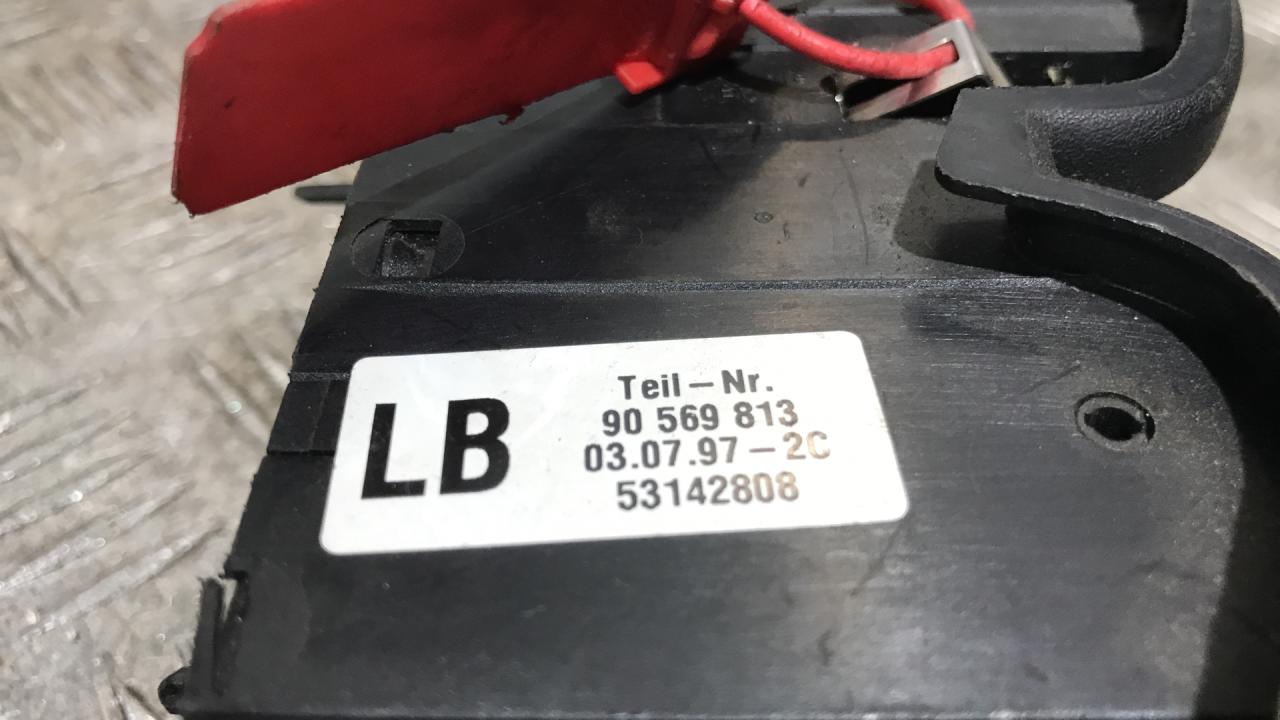 LB
Teil – Nr.
90 569 813
03.07.97 – 2C
53142808